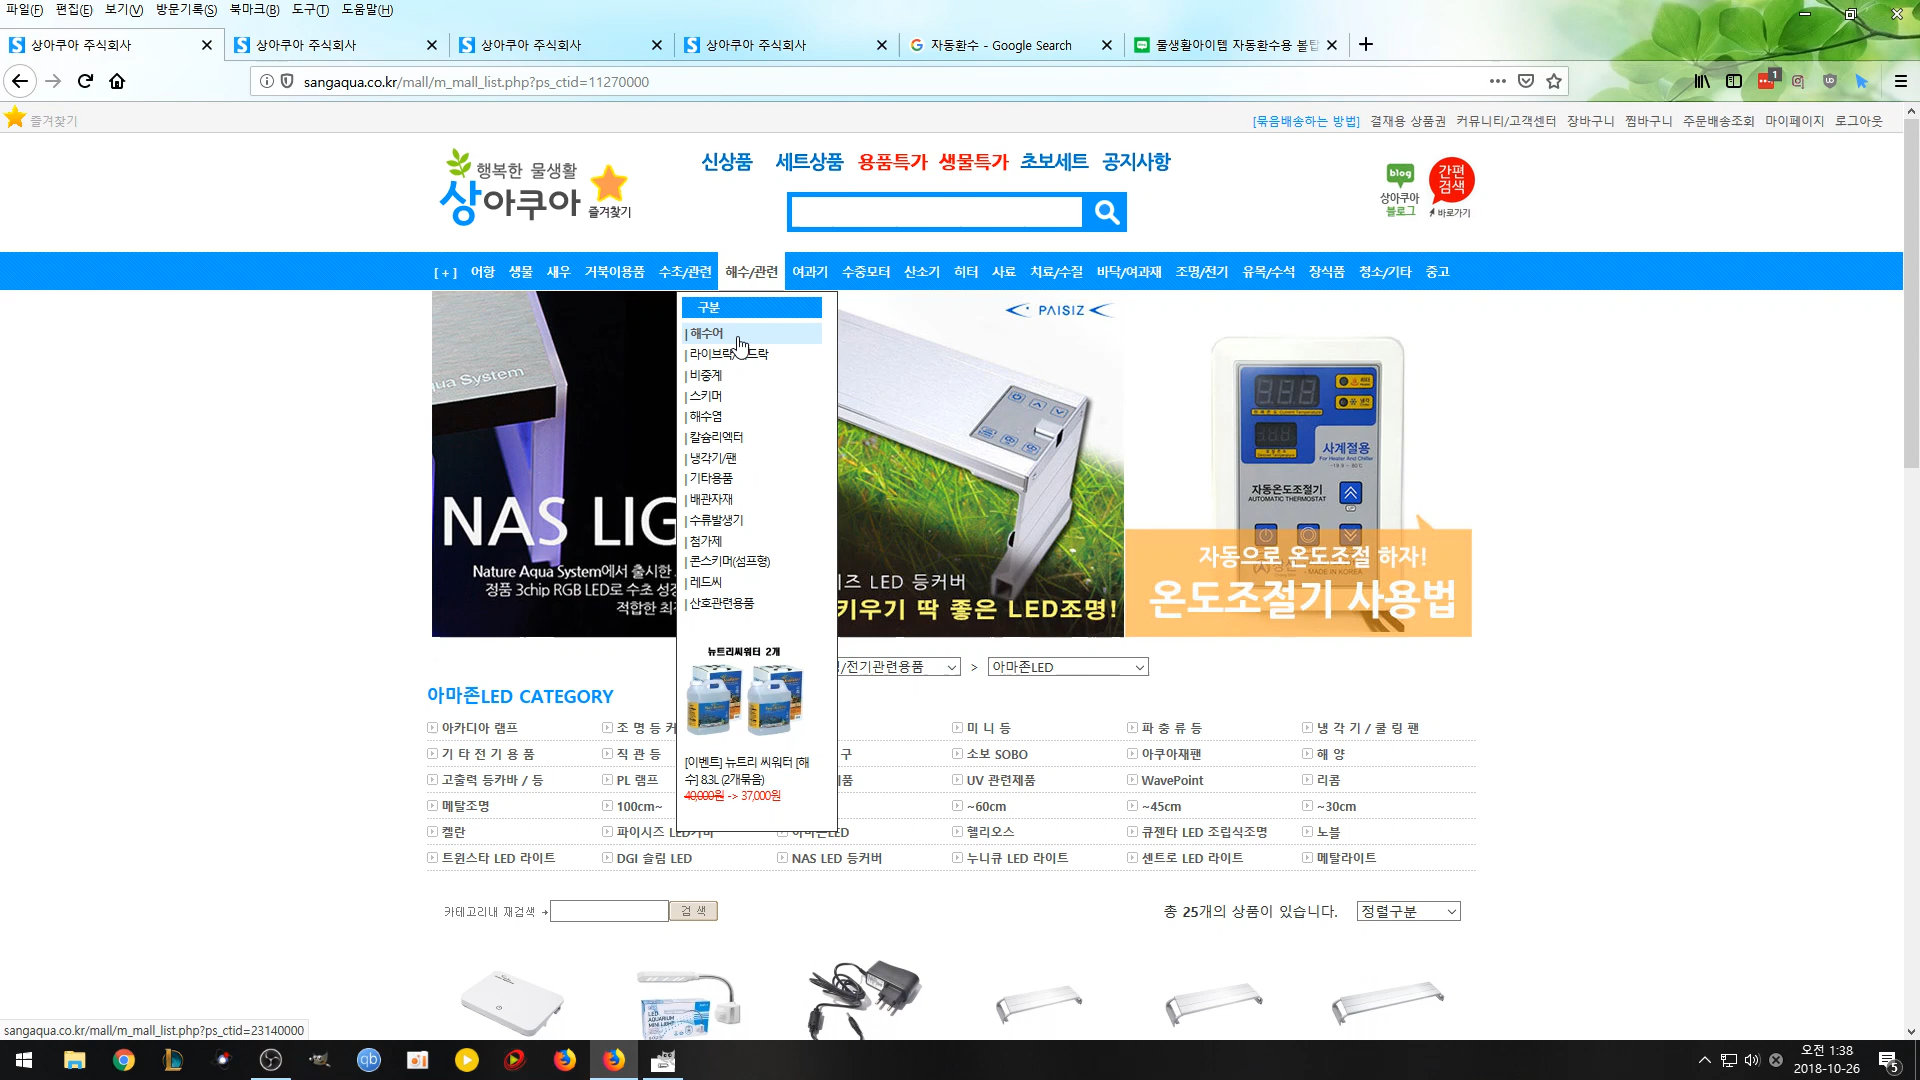 파일(F) 편집(E) 보기(V) 방문기록(S) 북마크(B) 도구(T) 도움말(H)
상아쿠아 주식회사 상아쿠아 주식회사 상아쿠아 주식회사 상아쿠아 주식회사 자동환수 - Google Search 물생활아이템 자동환수용 볼탑
sangaqua.co.kr/mall/m_mall_list.php?ps_ctid=11270000
1
즐겨찾기
[묶음배송하는 방법] 결재용 상품권 커뮤니티/고객센터 장바구니 찜바구니 주문배송조회 마이페이지 로그아웃
행복한 물생활
상아쿠아
즐겨찾기
신상품 세트상품 용품특가 생물특가 초보세트 공지사항
blog
상아쿠아
블로그
간편
검색
바로가기
[ + ] 어항 생물 새우 거북이용품 수초/관련 해수/관련 여과기 수중모터 산소기 히터 사료 치료/수질 바닥/여과재 조명/전기 유목/수석 장식품 청소/기타 중고
구분
해수어
라이브락 드락
비중계
스키머
해수염
칼슘리엑터
냉각기/팬
기타용품
배관자재
수류발생기
첨가제
콘스키머(섬프형)
레드씨
산호관련용품
뉴트리씨워터 2개
[이벤트] 뉴트리 씨워터 [해
수] 8.3L (2개묶음)
40,000원 -> 37,000원
ua System
NAS LIG
Nature Aqua System에서 출시한
정품 3chip RGB LED로 수초 성장
적합한 최
PAISIZ
즈 LED 등커버
키우기 딱 좋은 LED조명!
사계절용
For Heater And Chiller
자동온도조절기
AUTOMATIC THERMOSTAT
MADE IN KOREA
자동으로 온도조절 하자!
온도조절기 사용법
/전기관련용품 > 아마존LED
아마존LED CATEGORY
아카디아 램프 조 명 등 커 미 니 등 파 충 류 등 냉 각 기 / 쿨 링 팬
기 타 전 기 용 품 직 관 등 구 소보 SOBO 아쿠아재팬 해 양
고출력 등카바 / 등 PL 램프 품 UV 관련제품 WavePoint 리콤
메탈조명 100cm~ ~60cm ~45cm ~30cm
켈란 파이시즈 LED커버 아마존LED 헬리오스 큐젠타 LED 조립식조명 노블
트윈스타 LED 라이트 DGI 슬림 LED NAS LED 등커버 누니큐 LED 라이트 센트로 LED 라이트 메탈라이트
카테고리내 재검색 검 색 총 25개의 상품이 있습니다. 정렬구분
LED
AQUARIUM
MINI LIGHT
sangaqua.co.kr/mall/m_mall_list.php?ps_ctid=23140000
qb
오전 1:38
2018-10-26
5